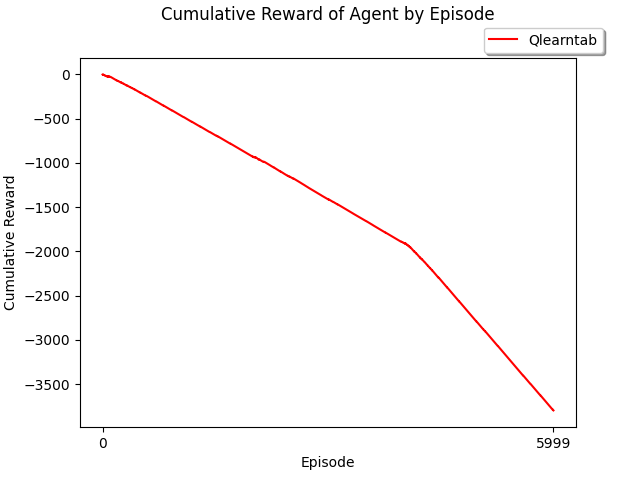 Cumulative Reward of Agent by Episode
Qlearntab
0
−500
−1000
−1500
−2000
−2500
−3000
−3500
Cumulative Reward
0
5999
Episode